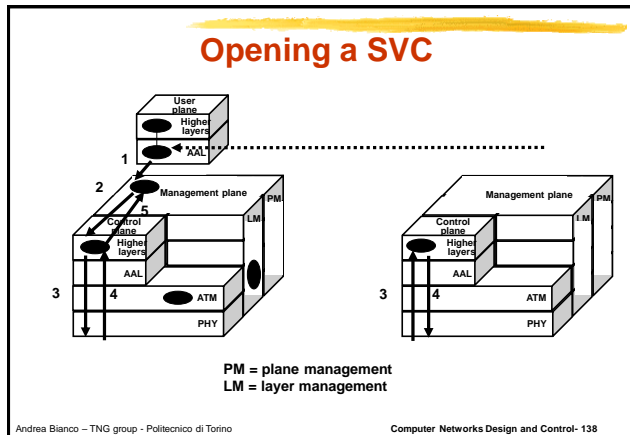 Opening a SVC
User
plane
Higher
layers
AAL
1
2
Management plane
PM
5
LM
Control
plane
Higher
layers
AAL
3
4
ATM
PHY
Management plane
PM
LM
Control
plane
Higher
layers
AAL
3
4
ATM
PHY
PM = plane management
LM = layer management
Andrea Bianco – TNG group - Politecnico di Torino
Computer Networks Design and Control- 138